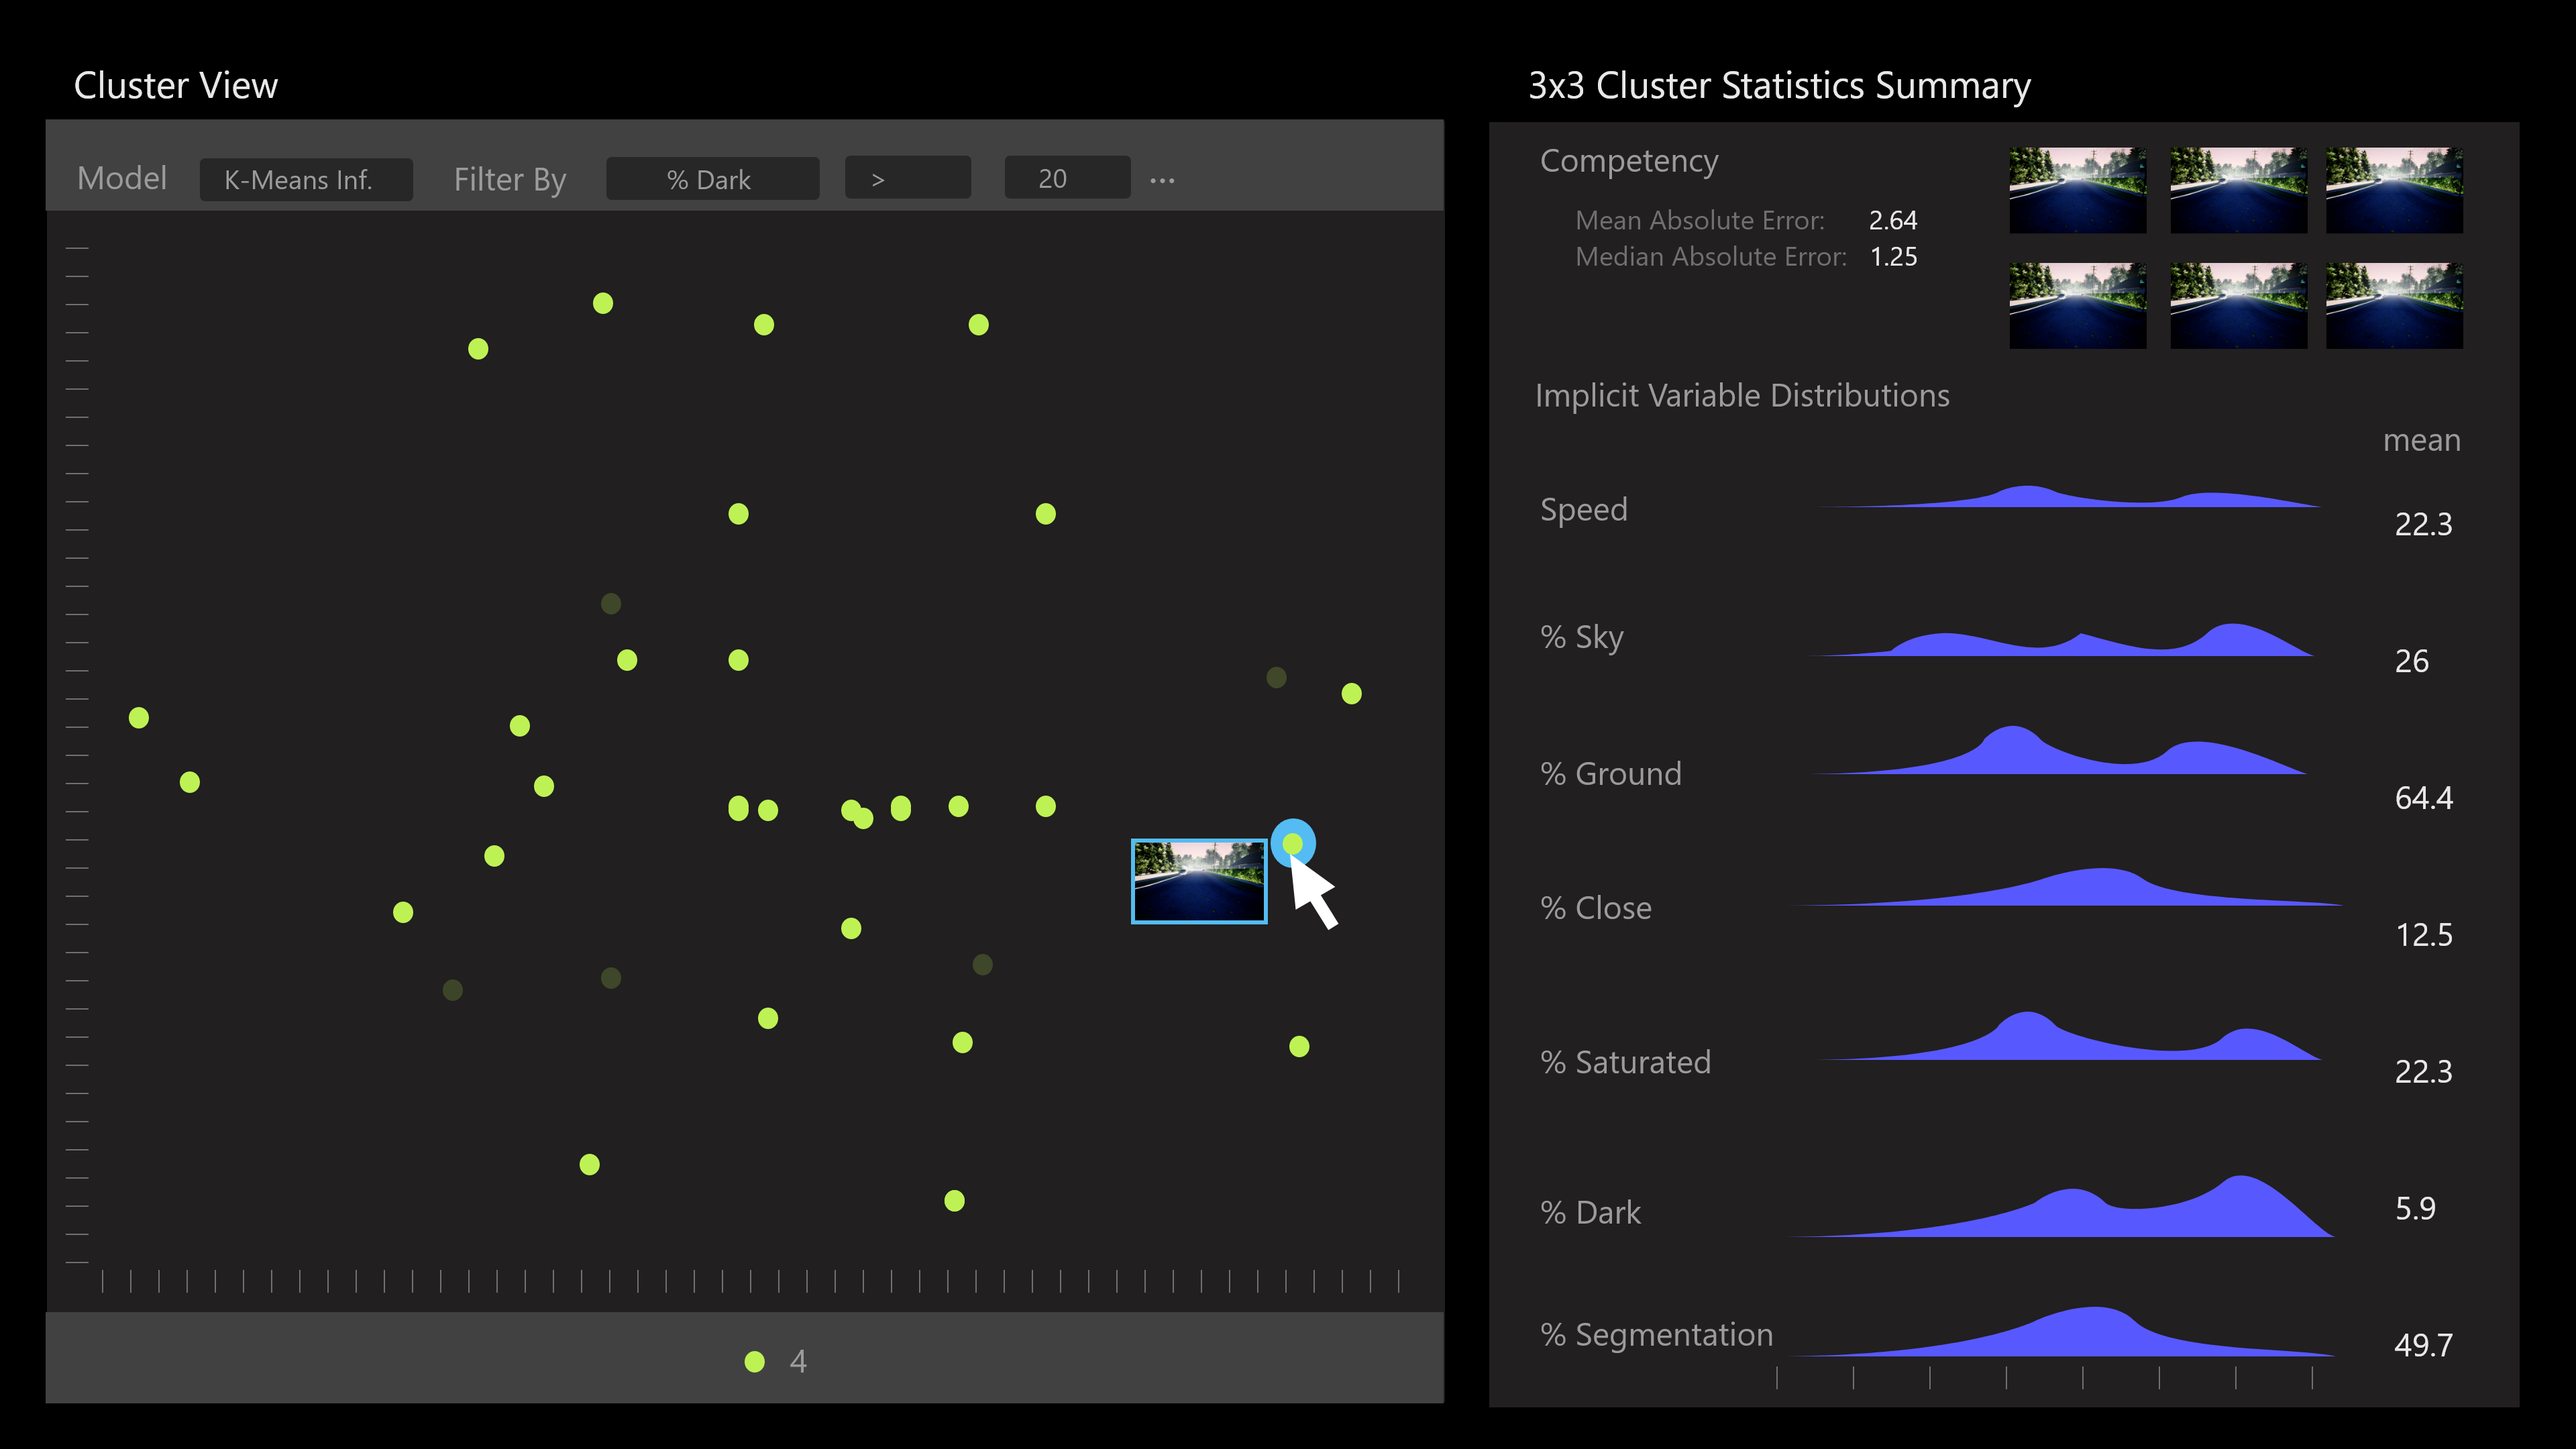 Cluster View
Model K-Means Inf. Filter By % Dark > 20 ...
4
3x3 Cluster Statistics Summary
Competency
Mean Absolute Error: 2.64
Median Absolute Error: 1.25
Implicit Variable Distributions
mean
Speed 22.3
% Sky 26
% Ground 64.4
% Close 12.5
% Saturated 22.3
% Dark 5.9
% Segmentation 49.7